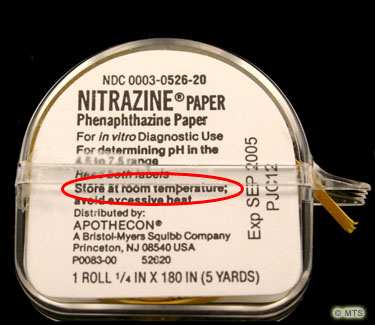 NDC 0003-0526-20
NITRAZINE® PAPER
Phenaphthazine Paper
For in vitro Diagnostic Use
For determining pH in the
4.5 to 7.5 range
Read both labels
Store at room temperature;
avoid excessive heat
Distributed by:
APOTHECON®
A Bristol-Myers Squibb Company
Princeton, NJ 08540 USA
P0083-00 52620
1 ROLL 1/4 IN X 180 IN (5 YARDS)
Exp SEP 2005
PJC12
© MTS